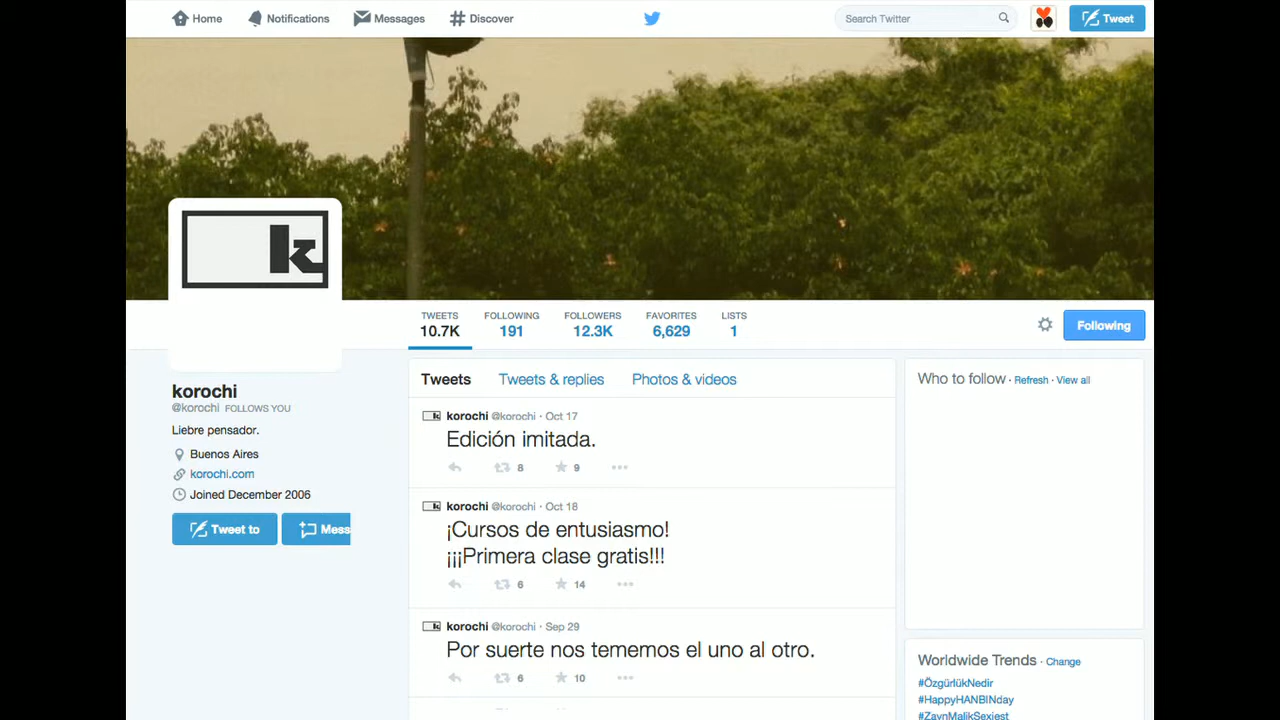 Home
Notifications
Messages
Discover
Search Twitter
Tweet
k
TWEETS
10.7K
FOLLOWING
191
FOLLOWERS
12.3K
FAVORITES
6,629
LISTS
1
Following
korochi
@korochi FOLLOWS YOU
Liebre pensador.
Buenos Aires
korochi.com
Joined December 2006
Tweet to
Mess
Tweets
Tweets & replies
Photos & videos
korochi @korochi · Oct 17
Edición imitada.
8
9
korochi @korochi · Oct 18
¡Cursos de entusiasmo!
¡¡¡Primera clase gratis!!!
6
14
korochi @korochi · Sep 29
Por suerte nos tememos el uno al otro.
6
10
Who to follow · Refresh · View all
Worldwide Trends · Change
#ÖzgürlükNedir
#HappyHANBINday
#ZaynMalikSexiest